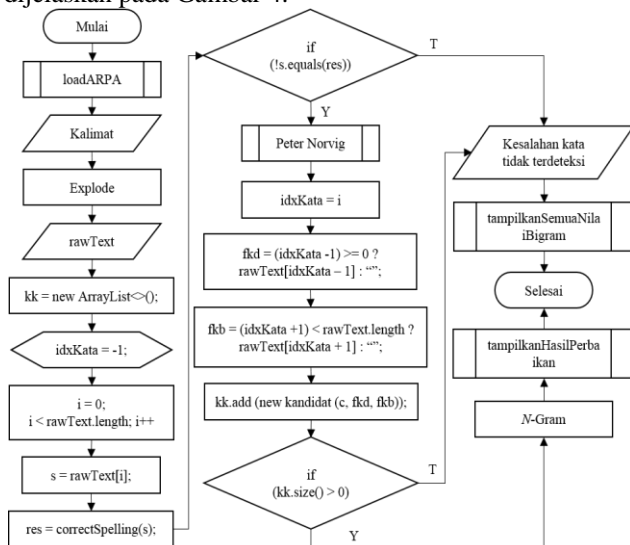 dijelaskan pada Gambar 4.
Mulai
loadARPA
Kalimat
Explode
rawText
kk = new ArrayList<>();
idxKata = -1;
i = 0;
i < rawText.length; i++
s = rawText[i];
res = correctSpelling(s);
if
(!s.equals(res))
T
Y
Peter Norvig
idxKata = i
fkd = (idxKata -1) >= 0 ?
rawText[idxKata – 1] : “”;
fkb = (idxKata +1) < rawText.length ?
rawText[idxKata + 1] : “”;
kk.add (new kandidat (c, fkd, fkb));
if
(kk.size() > 0)
T
Y
Kesalahan kata
tidak terdeteksi
tampilkanSemuaNila
iBigram
Selesai
tampilkanHasilPerba
ikan
N-Gram